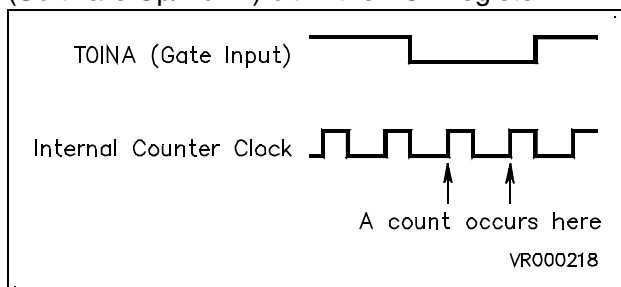 T0INA (Gate Input)
Internal Counter Clock
A count occurs here
VR000218